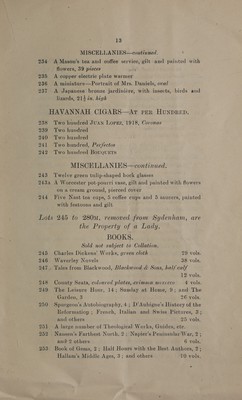 13
MISCELLANIES—continued.
234 A Mason's tea and coffee service, gilt and painted with
flowers, 39 pieces
235 A copper electric plate warmer
236 A miniature—Portrait of Mrs. Daniels, oval
237 A Japanese bronze jardinière, with insects, birds and
lizards, 21½ in. high
HAVANNAH CIGARS—At per Hundred.
238 Two hundred Juan Lopez, 1918, Coronas
239 Two hundred
240 Two hundred
241 Two hundred, Perfectos
242 Two hundred Bouquets
MISCELLANIES—continued.
243 Twelve green tulip-shaped hock glasses
243A A Worcester pot-pourri vase, gilt and painted with flowers
on a cream ground, pierced cover
244 Five Nest tea cups, 5 coffee cups and 5 saucers, painted
with festoons and gilt
Lots 245 to 280BI, removed from Sydenham, are
the Property of a Lady.
BOOKS.
Sold not subject to Collation.
245 Charles Dickens' Works, green cloth 29 vols.
246 Waverley Novels 38 vols.
247 Tales from Blackwood, Blackwood & Sons, half calf
12 vols.
248 County Seats, coloured plates, crimson morocco 4 vols.
249 The Leisure Hour, 14; Sunday at Home, 9; and The
Garden, 3 26 vols.
250 Spurgeon's Autobiography, 4; D'Aubigne's History of the
Reformation; French, Italian and Swiss Pictures, 3;
and others 25 vols.
251 A large number of Theological Works, Guides, etc.
252 Nansen's Farthest North, 2; Napier's Peninsular War, 2;
and 2 others 6 vols.
253 Book of Gems, 2; Half Hours with the Best Authors, 2;
Hallam's Middle Ages, 3; and others 19 vols.